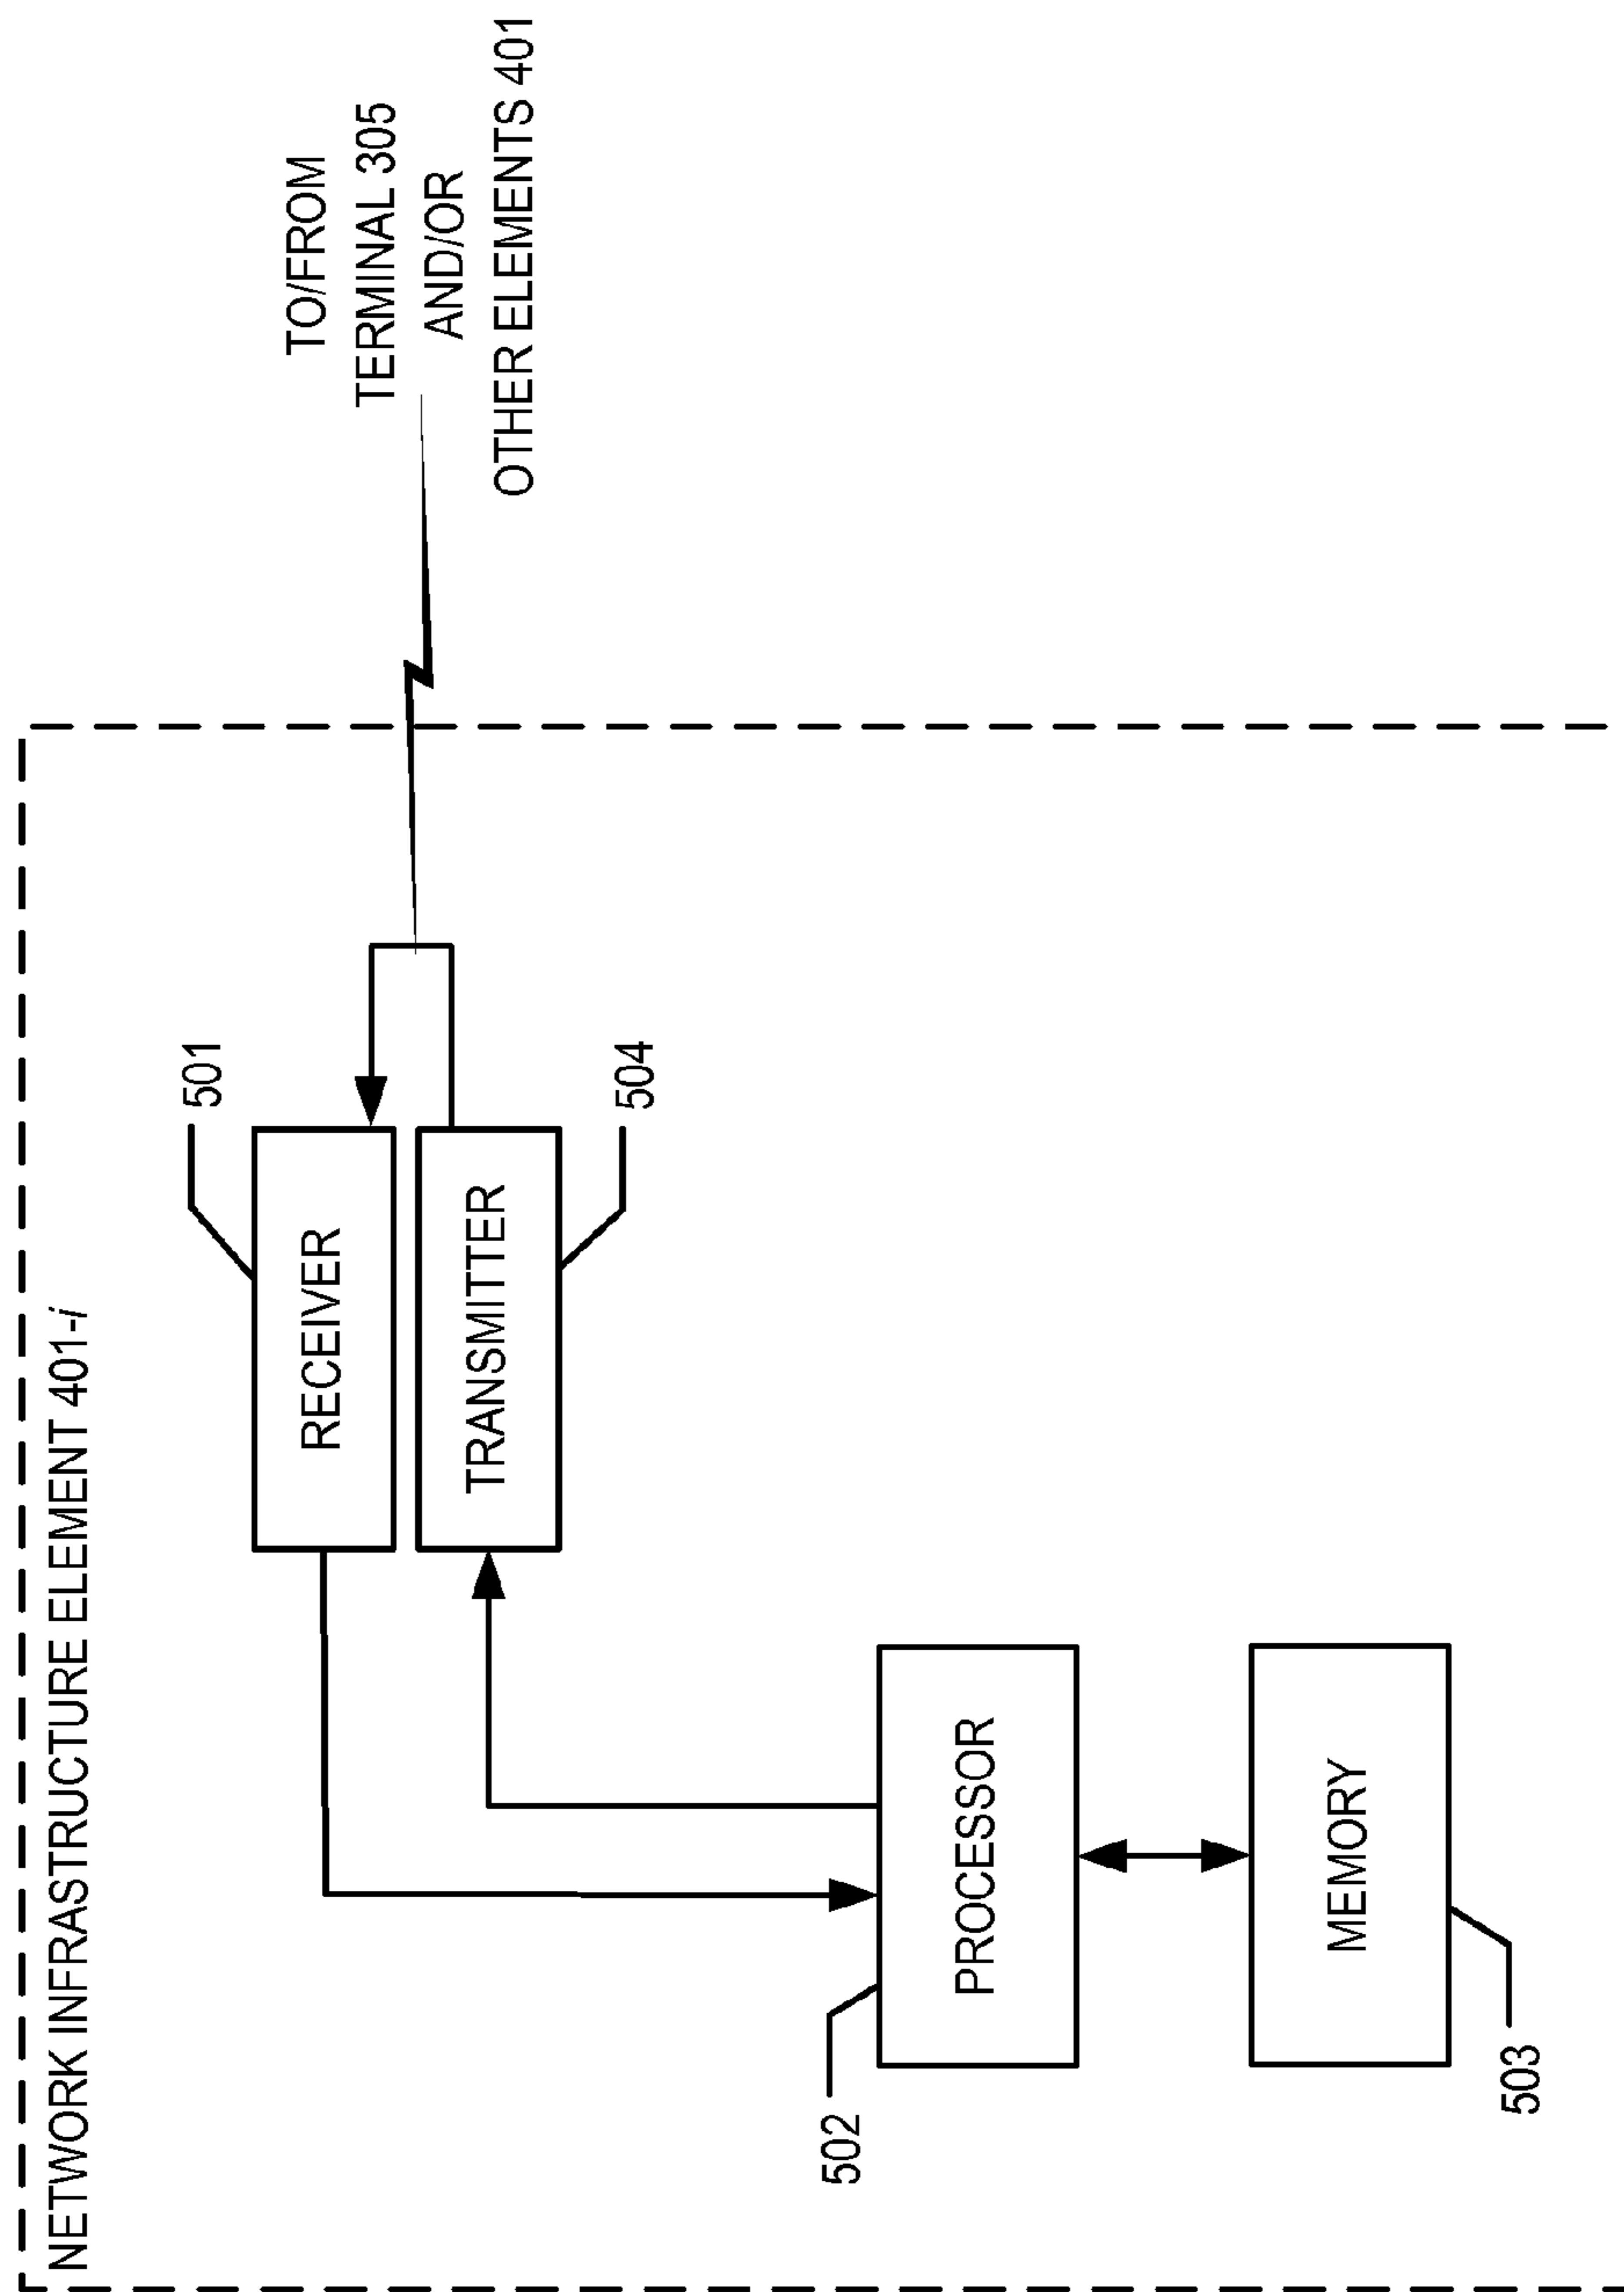 NETWORK INFRASTRUCTURE ELEMENT 401-i
501
RECEIVER
TO/FROM
TERMINAL 305
AND/OR
OTHER ELEMENTS 401
TRANSMITTER
504
502
PROCESSOR
MEMORY
503